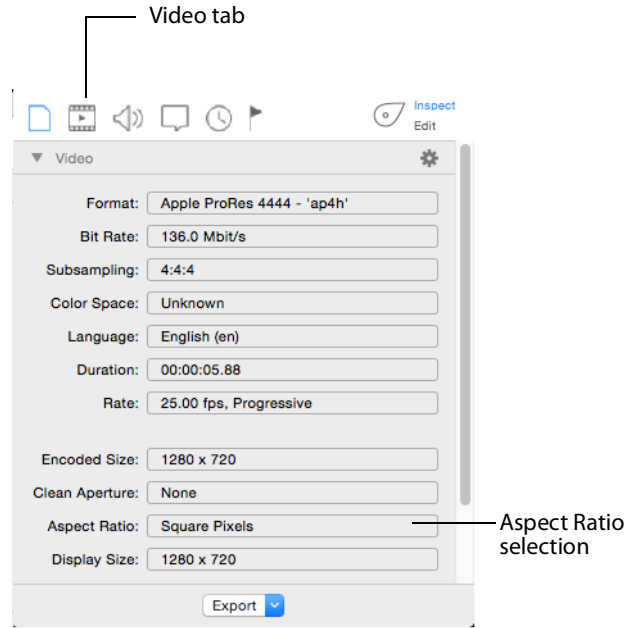 Video tab
Inspect
Edit
Video
Format: Apple ProRes 4444 - 'ap4h'
Bit Rate: 136.0 Mbit/s
Subsampling: 4:4:4
Color Space: Unknown
Language: English (en)
Duration: 00:00:05.88
Rate: 25.00 fps, Progressive
Encoded Size: 1280 x 720
Clean Aperture: None
Aspect Ratio: Square Pixels
Aspect Ratio
selection
Display Size: 1280 x 720
Export